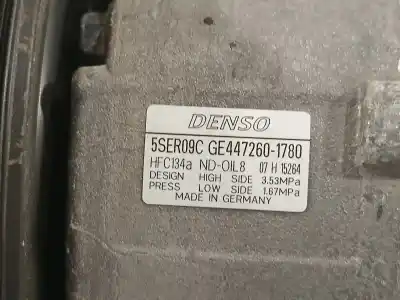 DENSO
5SER09C GE447260-1780
HFC134a ND-OIL8 07 H 15264
DESIGN HIGH SIDE 3.53MPa
PRESS LOW SIDE 1.67MPa
MADE IN GERMANY